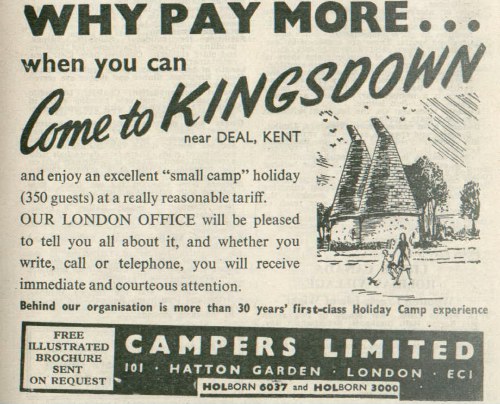 WHY PAY MORE...
when you can
Come to KINGSDOWN
near DEAL, KENT
and enjoy an excellent "small camp" holiday
(350 guests) at a really reasonable tariff.
OUR LONDON OFFICE will be pleased
to tell you all about it, and whether you
write, call or telephone, you will receive
immediate and courteous attention.
Behind our organisation is more than 30 years' first-class Holiday Camp experience
FREE
ILLUSTRATED
BROCHURE
SENT
ON REQUEST
CAMPERS LIMITED
101 · HATTON GARDEN · LONDON · EC1
HOLBORN 6037 and HOLBORN 3000